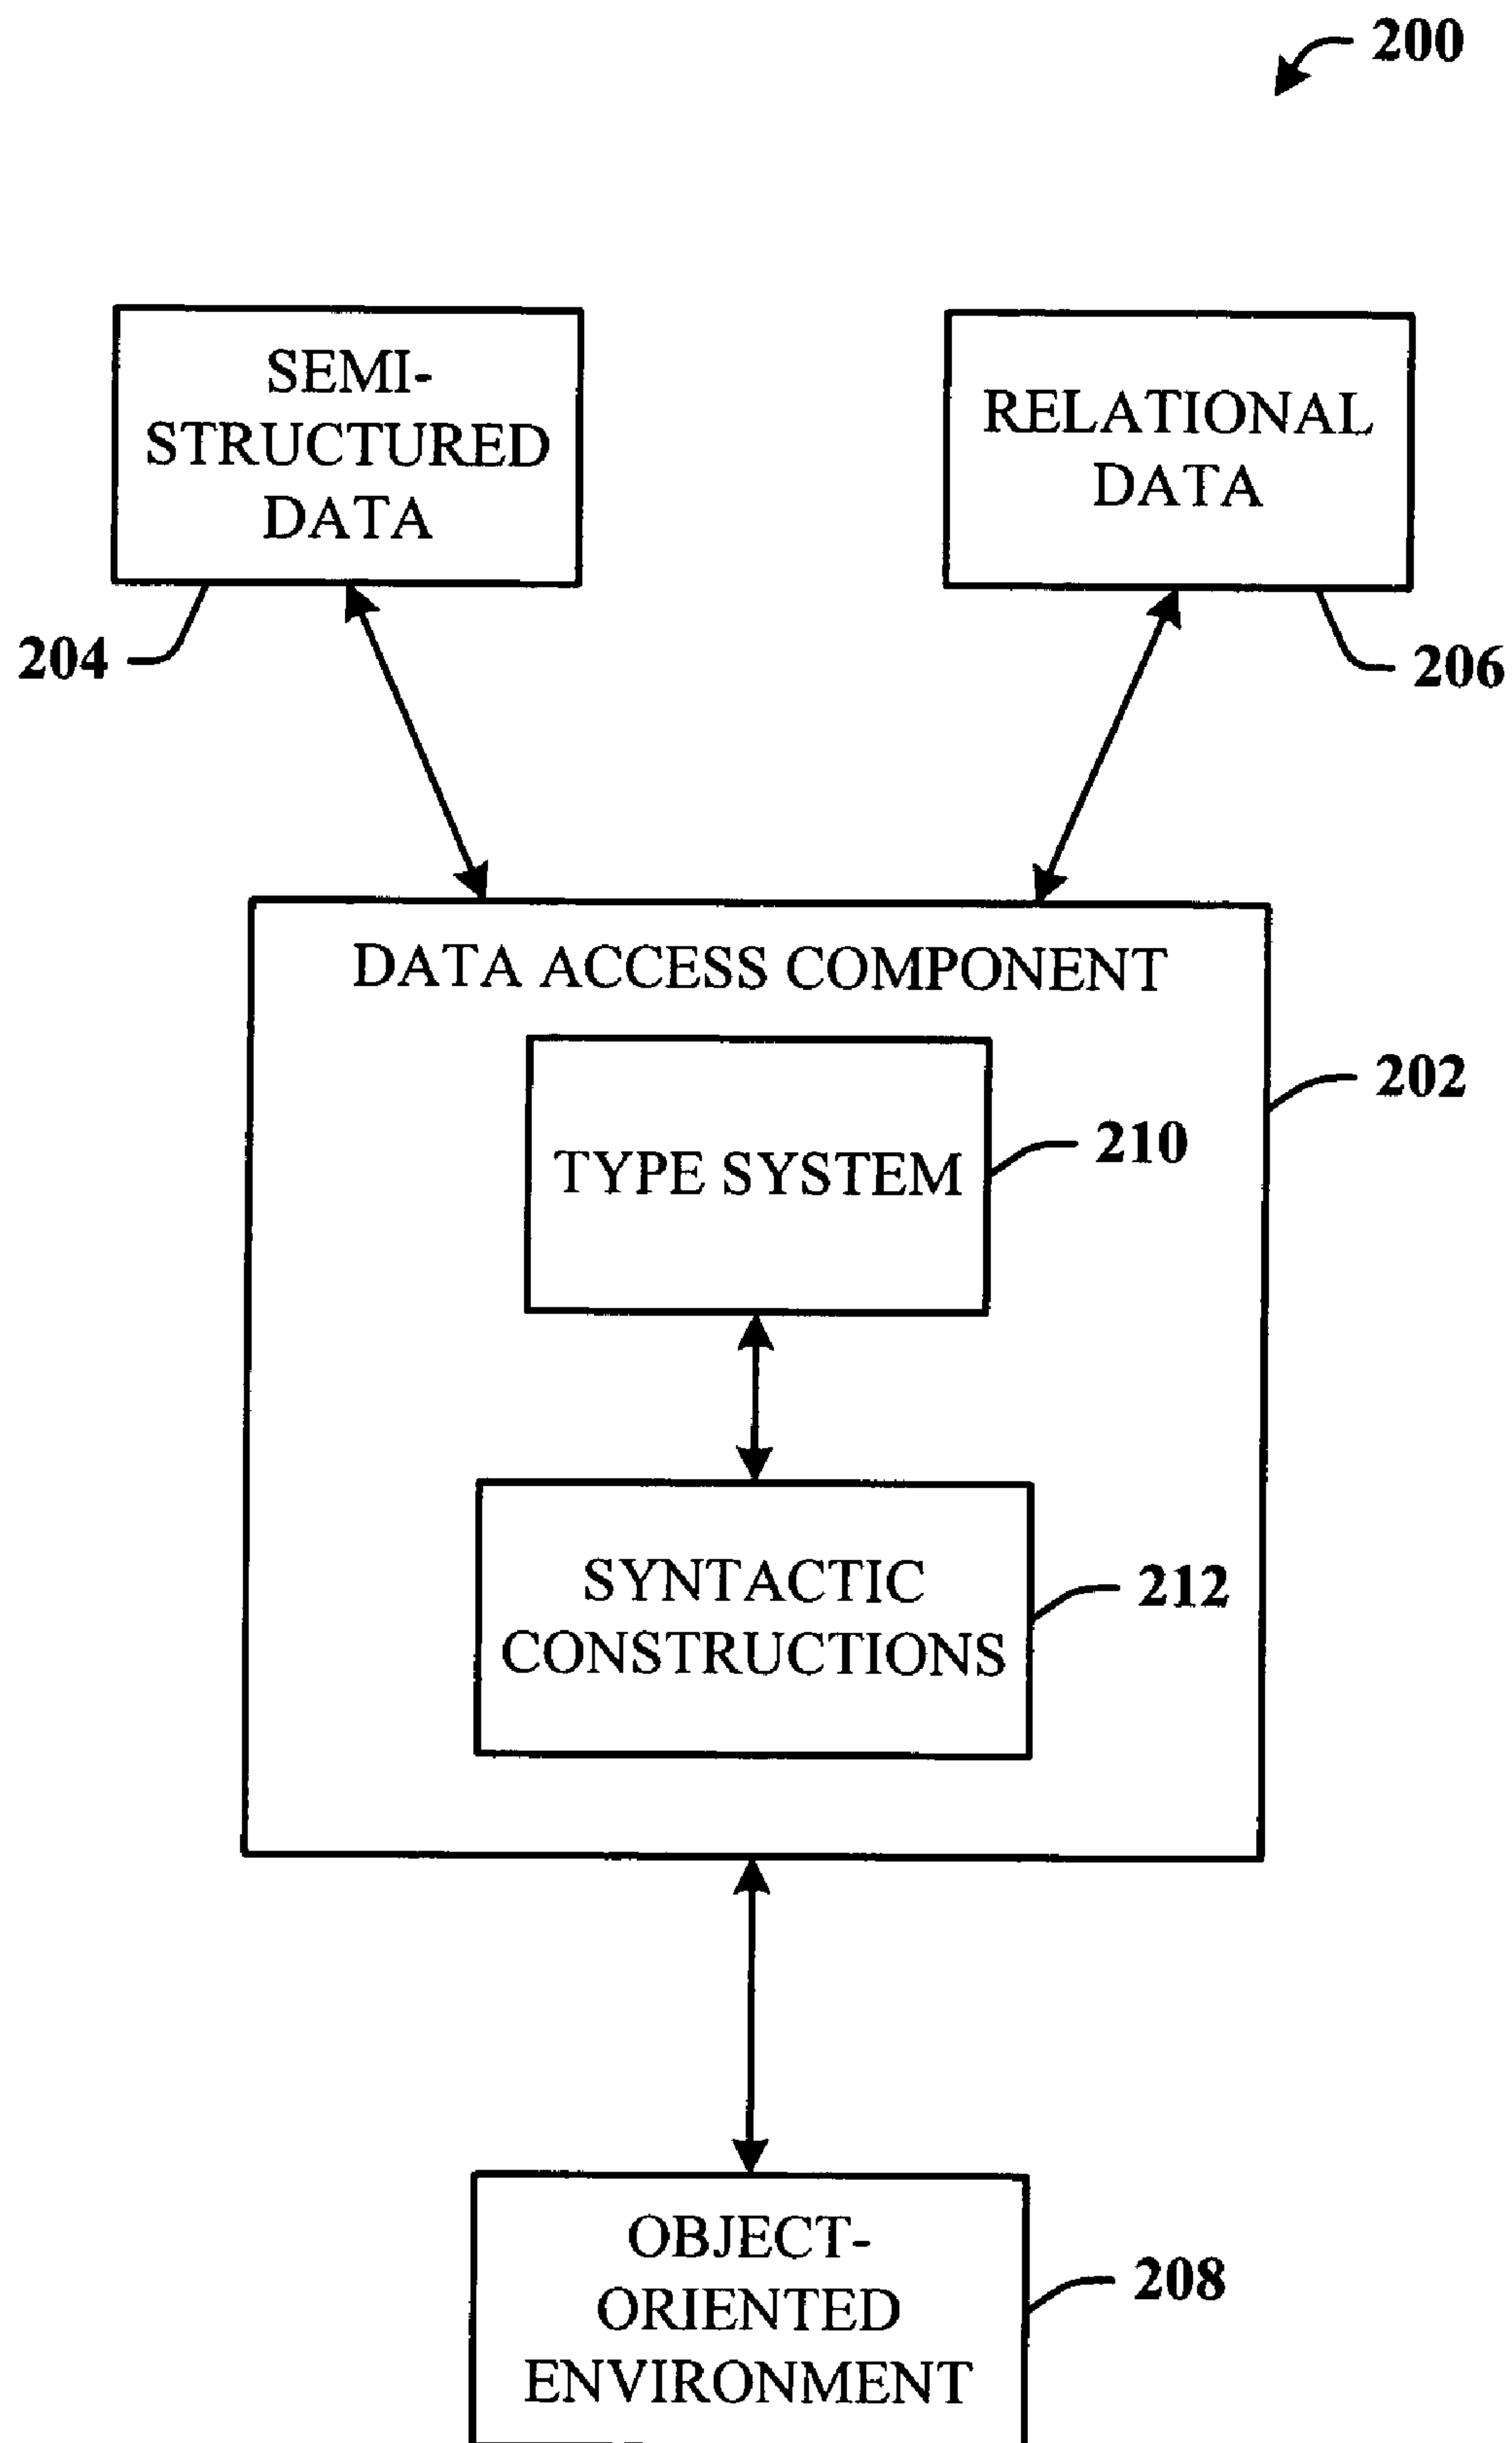 200
SEMI-
STRUCTURED
DATA
RELATIONAL
DATA
204
206
DATA ACCESS COMPONENT
202
TYPE SYSTEM
210
SYNTACTIC
CONSTRUCTIONS
212
OBJECT-
ORIENTED
ENVIRONMENT
208